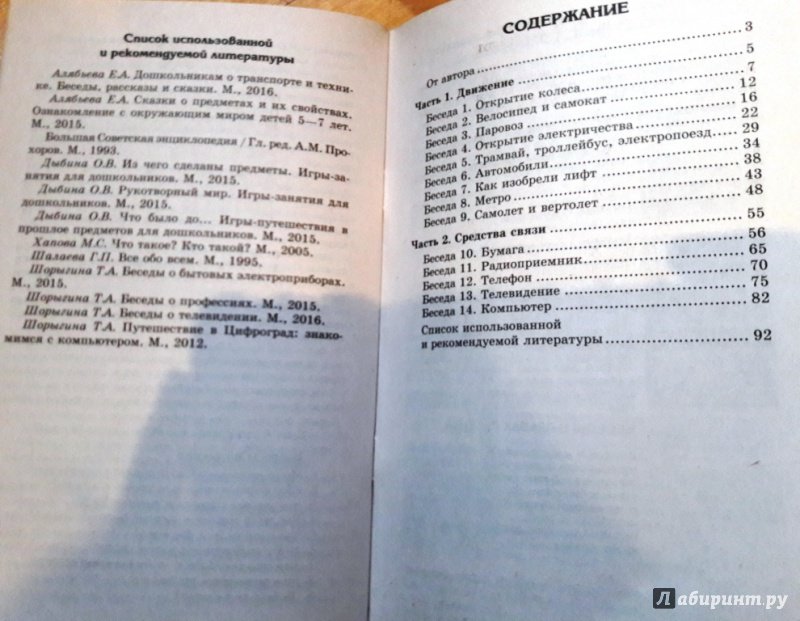 Список использованной
и рекомендуемой литературы
Алябьева Е.А. Дошкольникам о транспорте и техни-
ке. Беседы, рассказы и сказки. М., 2016.
Алябьева Е.А. Сказки о предметах и их свойствах.
Ознакомление с окружающим миром детей 5—7 лет.
М., 2015.
Большая Советская энциклопедия / Гл. ред. А.М. Про-
хоров. М., 1993.
Дыбина О.В. Из чего сделаны предметы. Игры-за-
нятия для дошкольников. М., 2015.
Дыбина О.В. Рукотворный мир. Игры-занятия для
дошкольников. М., 2015.
Дыбина О.В. Что было до... Игры-путешествия в
прошлое предметов для дошкольников. М., 2015.
Хапова М.С. Что такое? Кто такой? М., 2005.
Шалаева Г.П. Все обо всем. М., 1995.
Шорыгина Т.А. Беседы о бытовых электроприборах.
М., 2015.
Шорыгина Т.А. Беседы о профессиях. М., 2015.
Шорыгина Т.А. Беседы о телевидении. М., 2016.
Шорыгина Т.А. Путешествие в Цифроград: знако-
мимся с компьютером. М., 2012.
СОДЕРЖАНИЕ
От автора 3
Часть 1. Движение 5
Беседа 1. Открытие колеса 7
Беседа 2. Велосипед и самокат 12
Беседа 3. Паровоз 16
Беседа 4. Открытие электричества 22
Беседа 5. Трамвай, троллейбус, электропоезд 29
Беседа 6. Автомобили 34
Беседа 7. Как изобрели лифт 38
Беседа 8. Метро 43
Беседа 9. Самолет и вертолет 48
Часть 2. Средства связи 55
Беседа 10. Бумага 56
Беседа 11. Радиоприемник 65
Беседа 12. Телефон 70
Беседа 13. Телевидение 75
Беседа 14. Компьютер 82
Список использованной
и рекомендуемой литературы 92
Лабиринт.ру